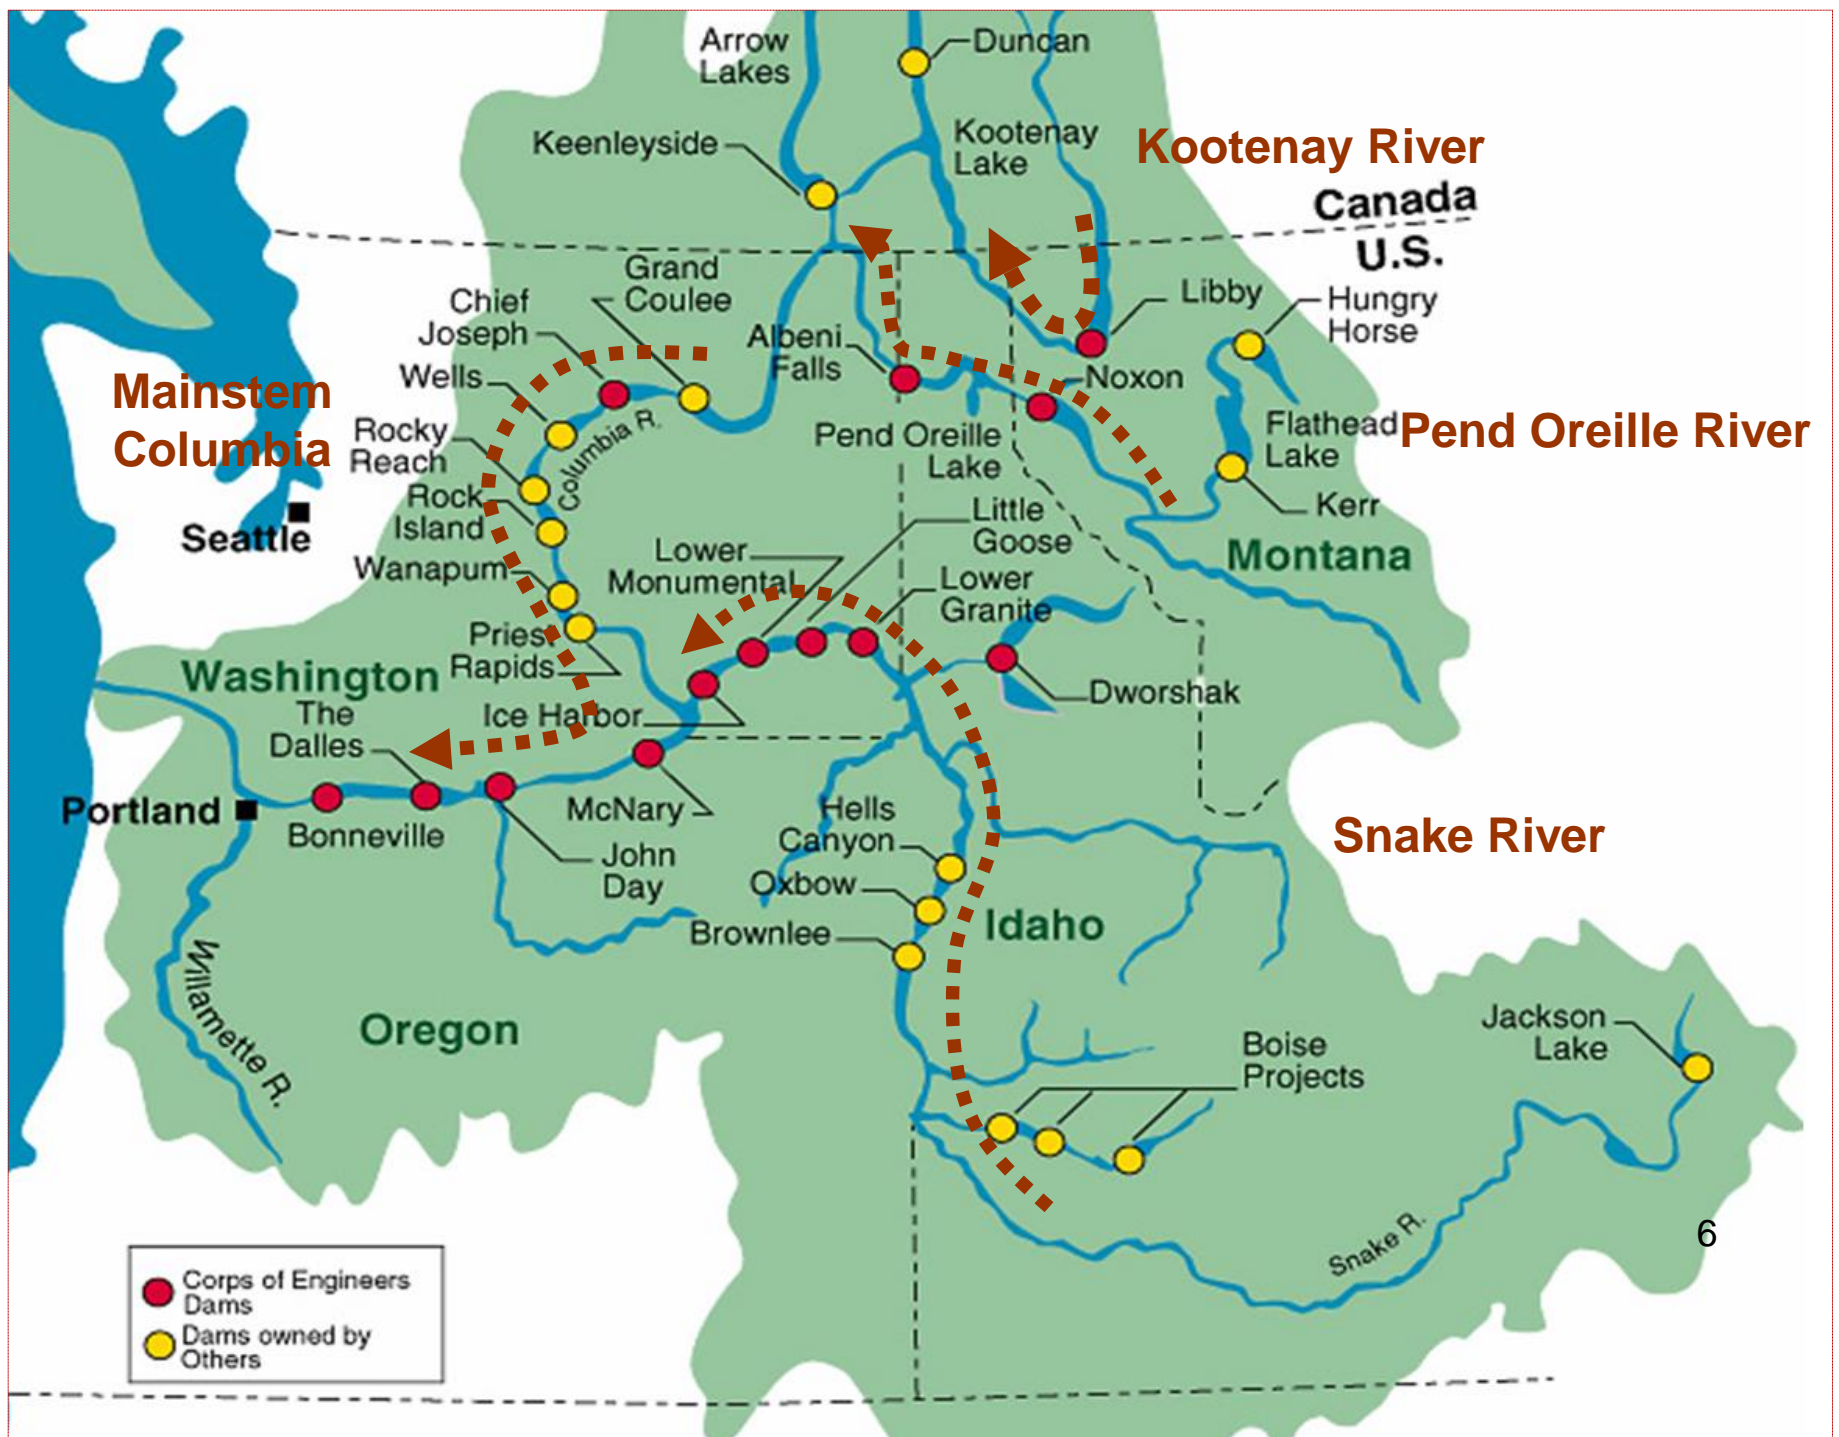 Arrow
Lakes
Duncan
Keenleyside
Kootenay
Lake
Kootenay River
Canada
U.S.
Grand
Coulee
Chief
Joseph
Libby
Hungry
Horse
Albeni
Falls
Wells
Noxon
Mainstem
Columbia
Rocky
Reach
Columbia R.
Pend Oreille
Lake
Flathead
Lake
Pend Oreille River
Rock
Island
Kerr
Seattle
Little
Goose
Lower
Monumental
Wanapum
Lower
Granite
Montana
Priest
Rapids
Washington
Dworshak
The
Dalles
Ice Harbor
Portland
Bonneville
McNary
John
Day
Hells
Canyon
Oxbow
Brownlee
Snake River
Idaho
Willamette R.
Oregon
Boise
Projects
Jackson
Lake
Snake R.
6
Corps of Engineers
Dams
Dams owned by
Others